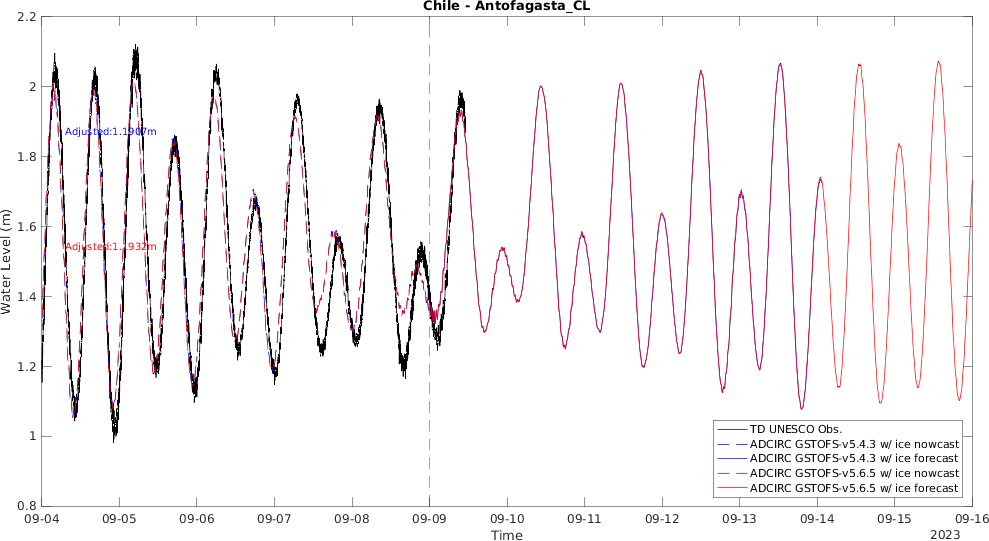 Chile - Antofagasta_CL
2.2
2
1.8
1.6
1.4
1.2
1
0.8
Water Level (m)
Adjusted:1.1907m
Adjusted:1.1932m
TD UNESCO Obs.
ADCIRC GSTOFS-v5.4.3 w/ ice nowcast
ADCIRC GSTOFS-v5.4.3 w/ ice forecast
ADCIRC GSTOFS-v5.6.5 w/ ice nowcast
ADCIRC GSTOFS-v5.6.5 w/ ice forecast
09-04 09-05 09-06 09-07 09-08 09-09 09-10 09-11 09-12 09-13 09-14 09-15 09-16
Time
2023